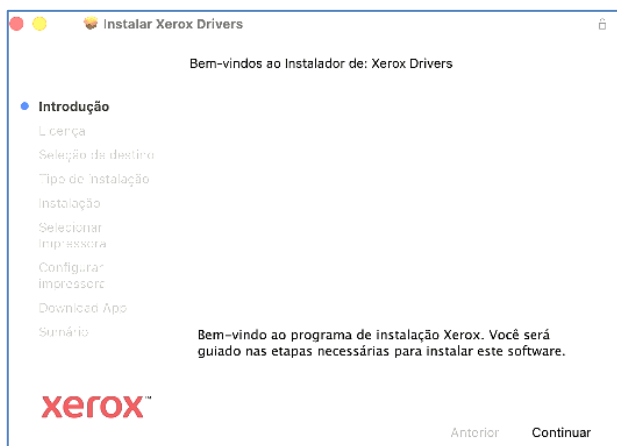 Instalar Xerox Drivers
Bem-vindos ao Instalador de: Xerox Drivers
Introdução
Licença
Seleção de destino
Tipo de instalação
Instalação
Selecionar
impressora
Configurar
impressora
Download App
Sumário
Bem-vindo ao programa de instalação Xerox. Você será
guiado nas etapas necessárias para instalar este software.
xerox™
Anterior Continuar